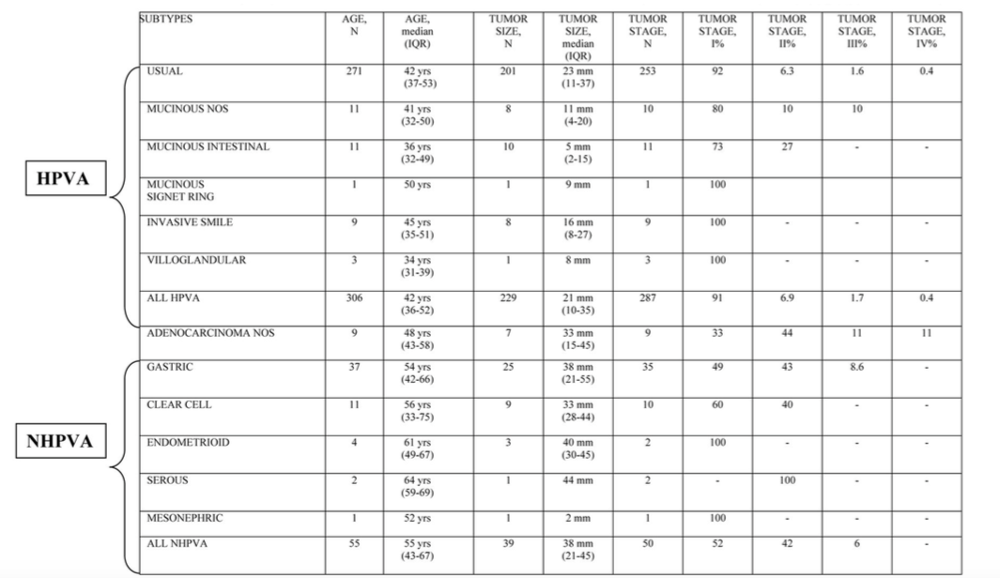 SUBTYPES AGE, N AGE, median (IQR) TUMOR SIZE, N TUMOR SIZE, median (IQR) TUMOR STAGE, N TUMOR STAGE, I% TUMOR STAGE, II% TUMOR STAGE, III% TUMOR STAGE, IV%
HPVA
USUAL 271 42 yrs (37-53) 201 23 mm (11-37) 253 92 6.3 1.6 0.4
MUCINOUS NOS 11 41 yrs (32-50) 8 11 mm (4-20) 10 80 10 10
MUCINOUS INTESTINAL 11 36 yrs (32-49) 10 5 mm (2-15) 11 73 27 - -
MUCINOUS SIGNET RING 1 50 yrs 1 9 mm 1 100
INVASIVE SMILE 9 45 yrs (35-51) 8 16 mm (8-27) 9 100 - - -
VILLOGLANDULAR 3 34 yrs (31-39) 1 8 mm 3 100 - - -
ALL HPVA 306 42 yrs (36-52) 229 21 mm (10-35) 287 91 6.9 1.7 0.4
ADENOCARCINOMA NOS 9 48 yrs (43-58) 7 33 mm (15-45) 9 33 44 11 11
NHPVA
GASTRIC 37 54 yrs (42-66) 25 38 mm (21-55) 35 49 43 8.6 -
CLEAR CELL 11 56 yrs (33-75) 9 33 mm (28-44) 10 60 40 - -
ENDOMETRIOID 4 61 yrs (49-67) 3 40 mm (30-45) 2 100 - - -
SEROUS 2 64 yrs (59-69) 1 44 mm 2 - 100 - -
MESONEPHRIC 1 52 yrs 1 2 mm 1 100 - - -
ALL NHPVA 55 55 yrs (43-67) 39 38 mm (21-45) 50 52 42 6 -